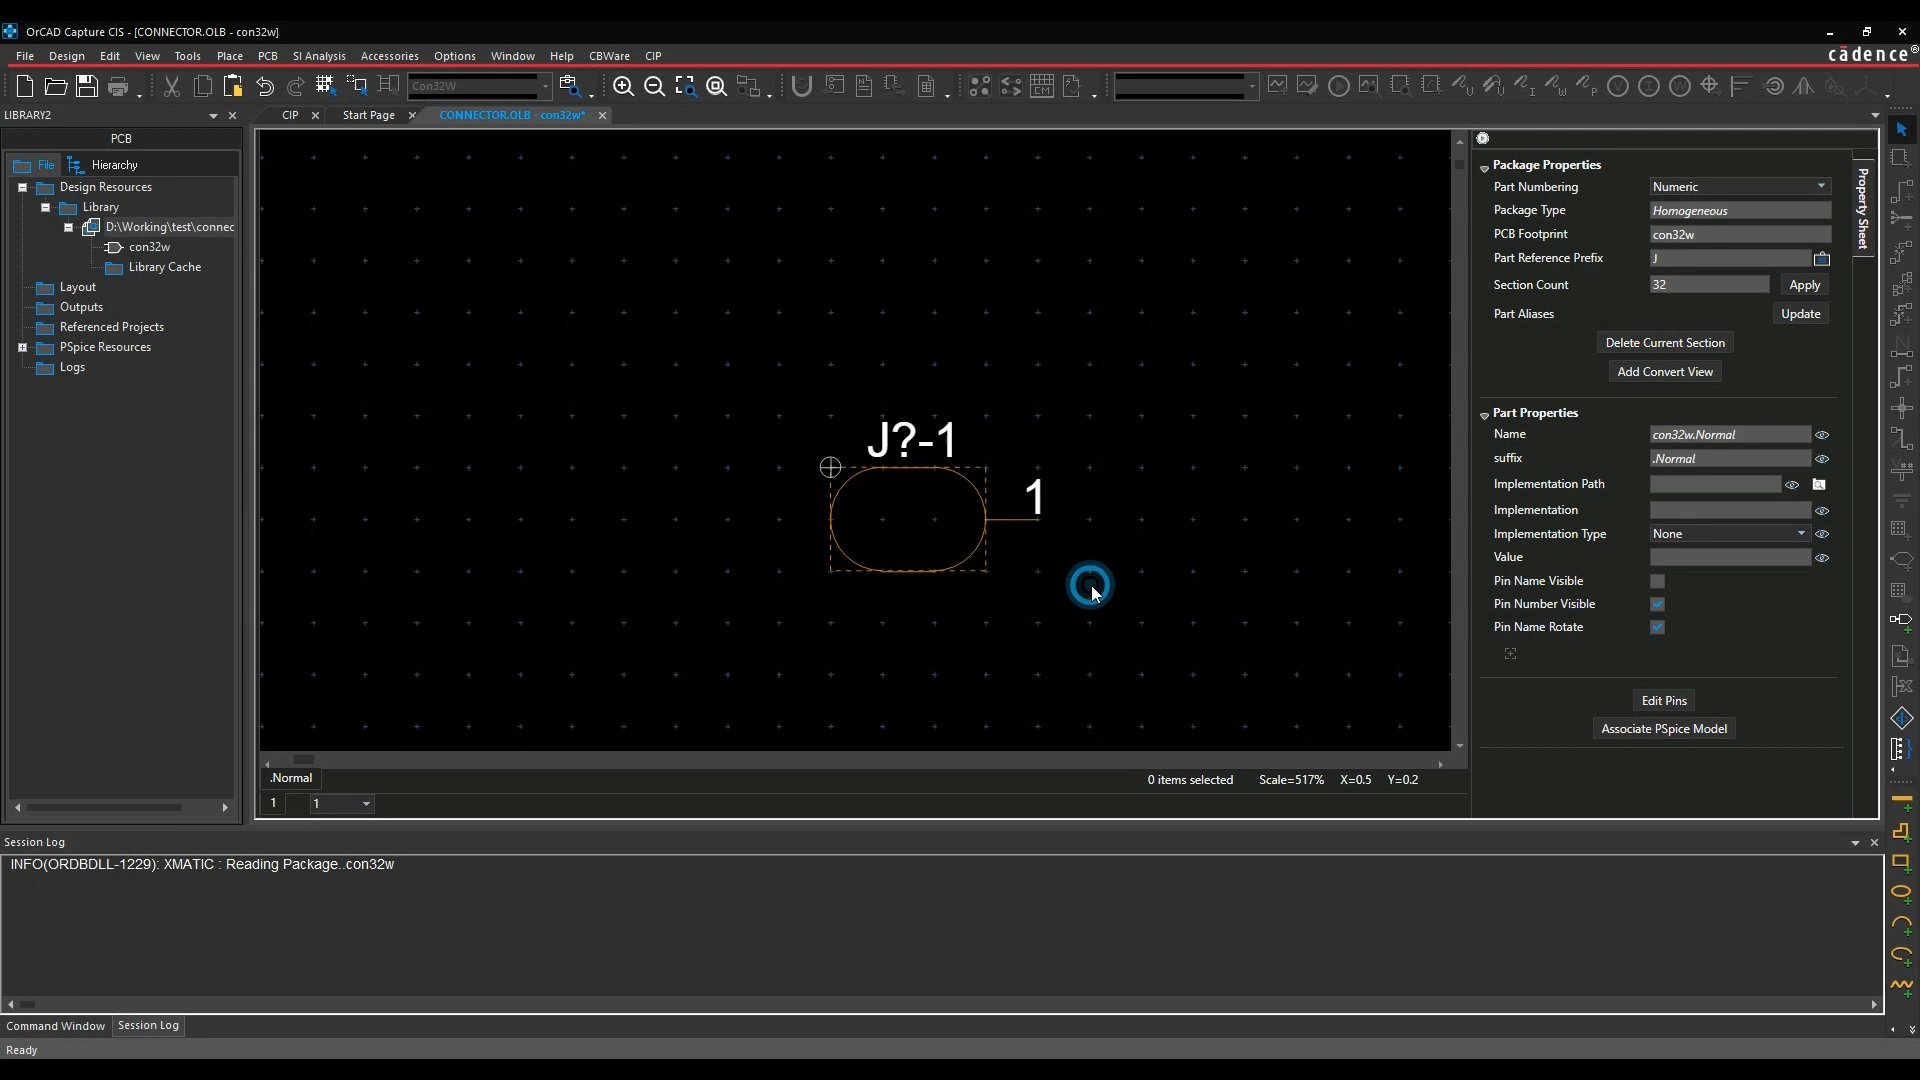 OrCAD Capture CIS - [CONNECTOR.OLB - con32w]
File Design Edit View Tools Place PCB SI Analysis Accessories Options Window Help CBWare CIP
cādence®
Con32W
LIBRARY2
CIP
Start Page
CONNECTOR.OLB - con32w*
PCB
File
Hierarchy
Design Resources
Library
D:\Working\test\connec
con32w
Library Cache
Layout
Outputs
Referenced Projects
PSpice Resources
Logs
J?-1
1
.Normal
0 items selected Scale=517% X=0.5 Y=0.2
1
1
Property Sheet
Package Properties
Part Numbering Numeric
Package Type Homogeneous
PCB Footprint con32w
Part Reference Prefix J
Section Count 32 Apply
Part Aliases Update
Delete Current Section
Add Convert View
Part Properties
Name con32w.Normal
suffix .Normal
Implementation Path
Implementation
Implementation Type None
Value
Pin Name Visible
Pin Number Visible
Pin Name Rotate
Edit Pins
Associate PSpice Model
Session Log
INFO(ORDBDLL-1229): XMATIC : Reading Package..con32w
Command Window
Session Log
Ready